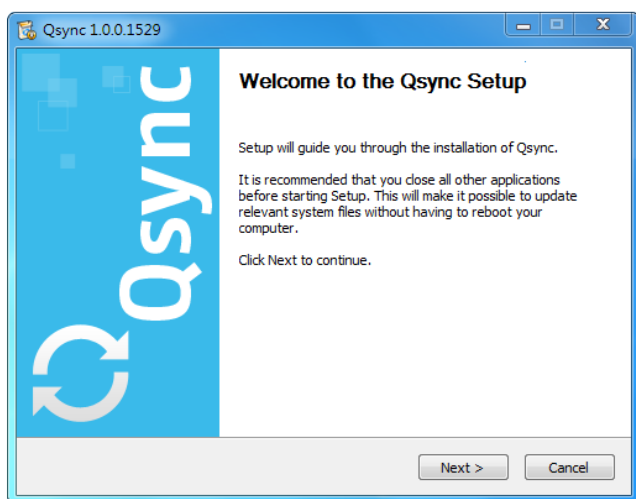 Qsync 1.0.0.1529
Qsync
Welcome to the Qsync Setup
Setup will guide you through the installation of Qsync.
It is recommended that you close all other applications
before starting Setup. This will make it possible to update
relevant system files without having to reboot your
computer.
Click Next to continue.
Next >
Cancel